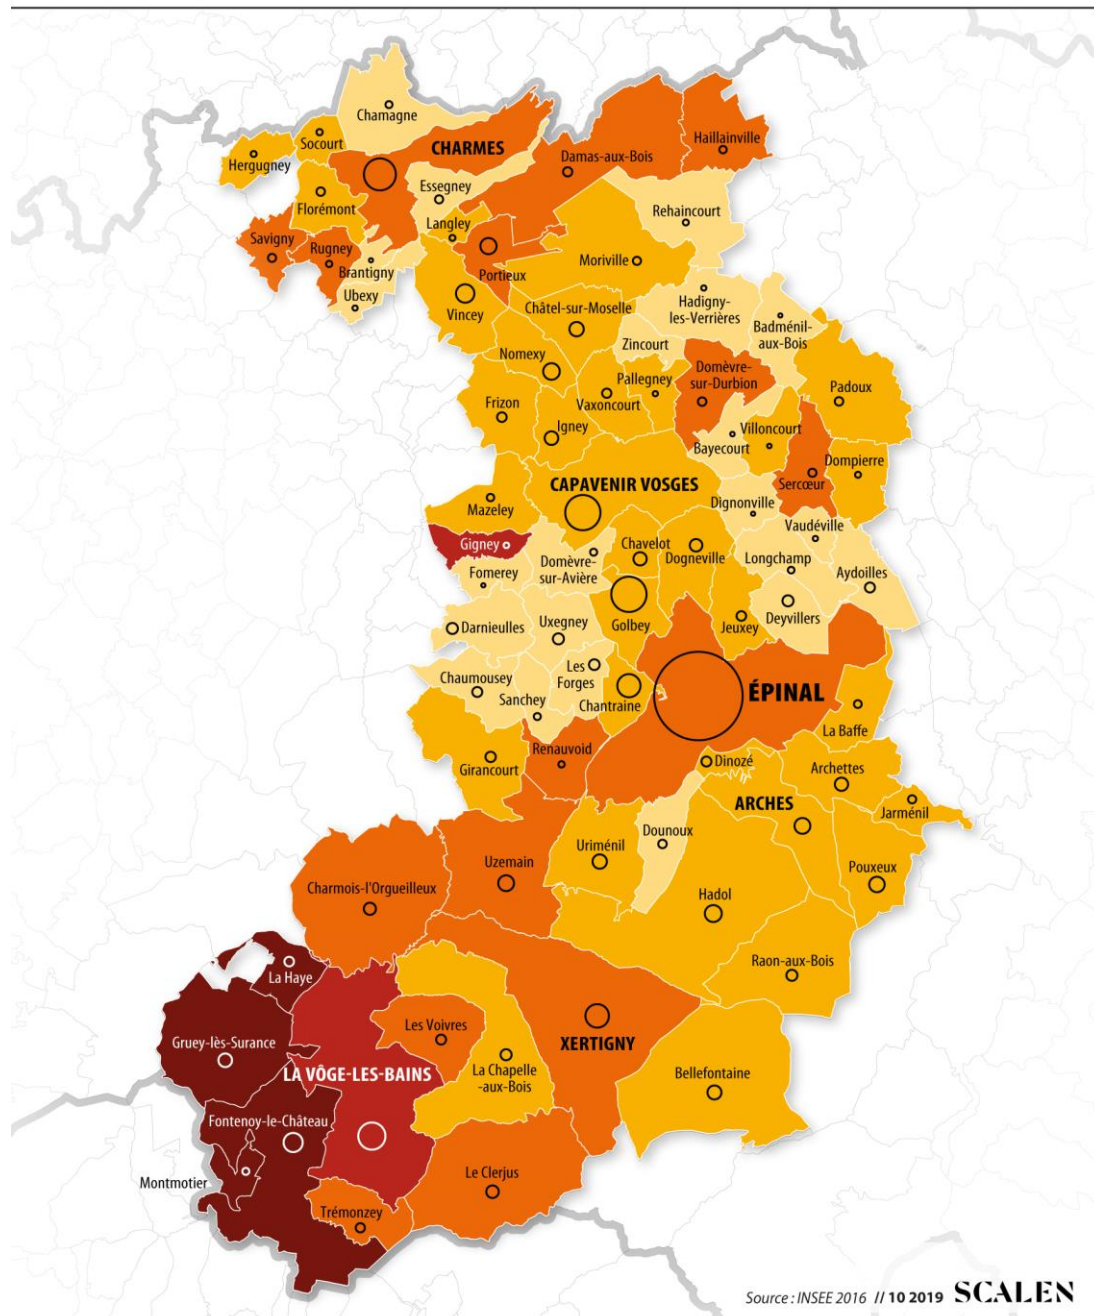 Chamagne
Socourt
CHARMES
Haillainville
Hergugney
Damas-aux-Bois
Essegney
Florémont
Langley
Rehaincourt
Savigny
Rugney
Brantigny
Portieux
Moriville
Ubexy
Vincey
Châtel-sur-Moselle
Hadigny-
les-Verrières
Badménil-
aux-Bois
Zincourt
Nomexy
Pallegney
Domèvre-
sur-Durbion
Padoux
Frizon
Vaxoncourt
Igney
Villoncourt
Bayecourt
Dompierre
CAPAVENIR VOSGES
Sercœur
Mazeley
Dignonville
Vaudéville
Gigney
Chavelot
Domèvre-
sur-Avière
Dogneville
Longchamp
Fomerey
Aydoilles
Darnieulles
Uxegney
Golbey
Jeuxey
Deyvillers
Chaumousey
Les
Forges
Sanchey
Chantraine
ÉPINAL
La Baffe
Renauvoid
Girancourt
Dinozé
Archettes
ARCHES
Jarménil
Dounoux
Uriménil
Uzemain
Pouxeux
Charmois-l'Orgueilleux
Hadol
La Haye
Raon-aux-Bois
Les Voivres
Gruey-lès-Surance
XERTIGNY
LA VÔGE-LES-BAINS
La Chapelle
-aux-Bois
Bellefontaine
Fontenoy-le-Château
Le Clerjus
Montmotier
Trémonzey
Source : INSEE 2016 // 10 2019 SCALEN